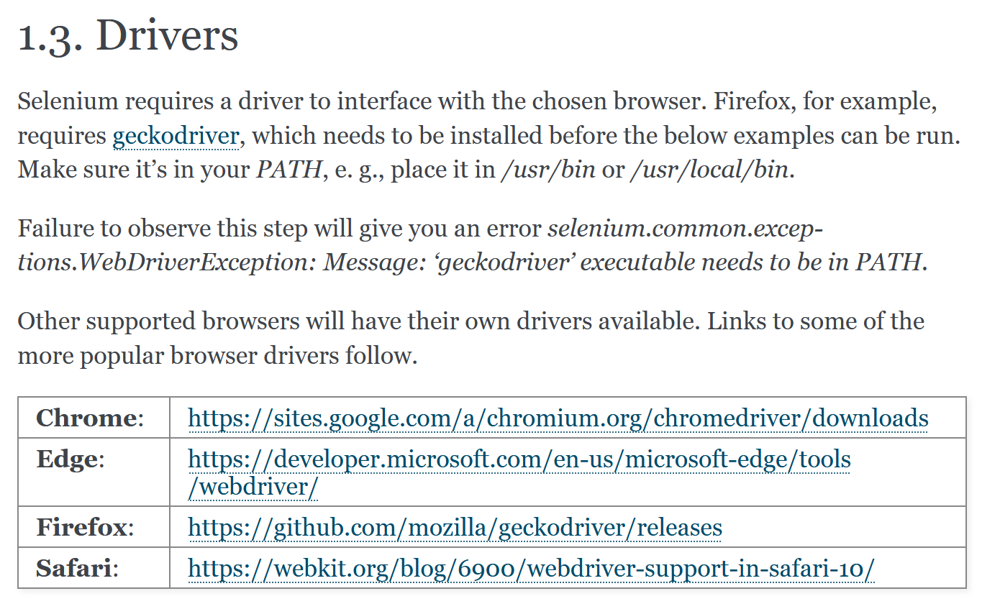 1.3. Drivers
Selenium requires a driver to interface with the chosen browser. Firefox, for example,
requires geckodriver, which needs to be installed before the below examples can be run.
Make sure it’s in your PATH, e. g., place it in /usr/bin or /usr/local/bin.
Failure to observe this step will give you an error selenium.common.excep-
tions.WebDriverException: Message: ‘geckodriver’ executable needs to be in PATH.
Other supported browsers will have their own drivers available. Links to some of the
more popular browser drivers follow.
Chrome: https://sites.google.com/a/chromium.org/chromedriver/downloads
Edge: https://developer.microsoft.com/en-us/microsoft-edge/tools
/webdriver/
Firefox: https://github.com/mozilla/geckodriver/releases
Safari: https://webkit.org/blog/6900/webdriver-support-in-safari-10/